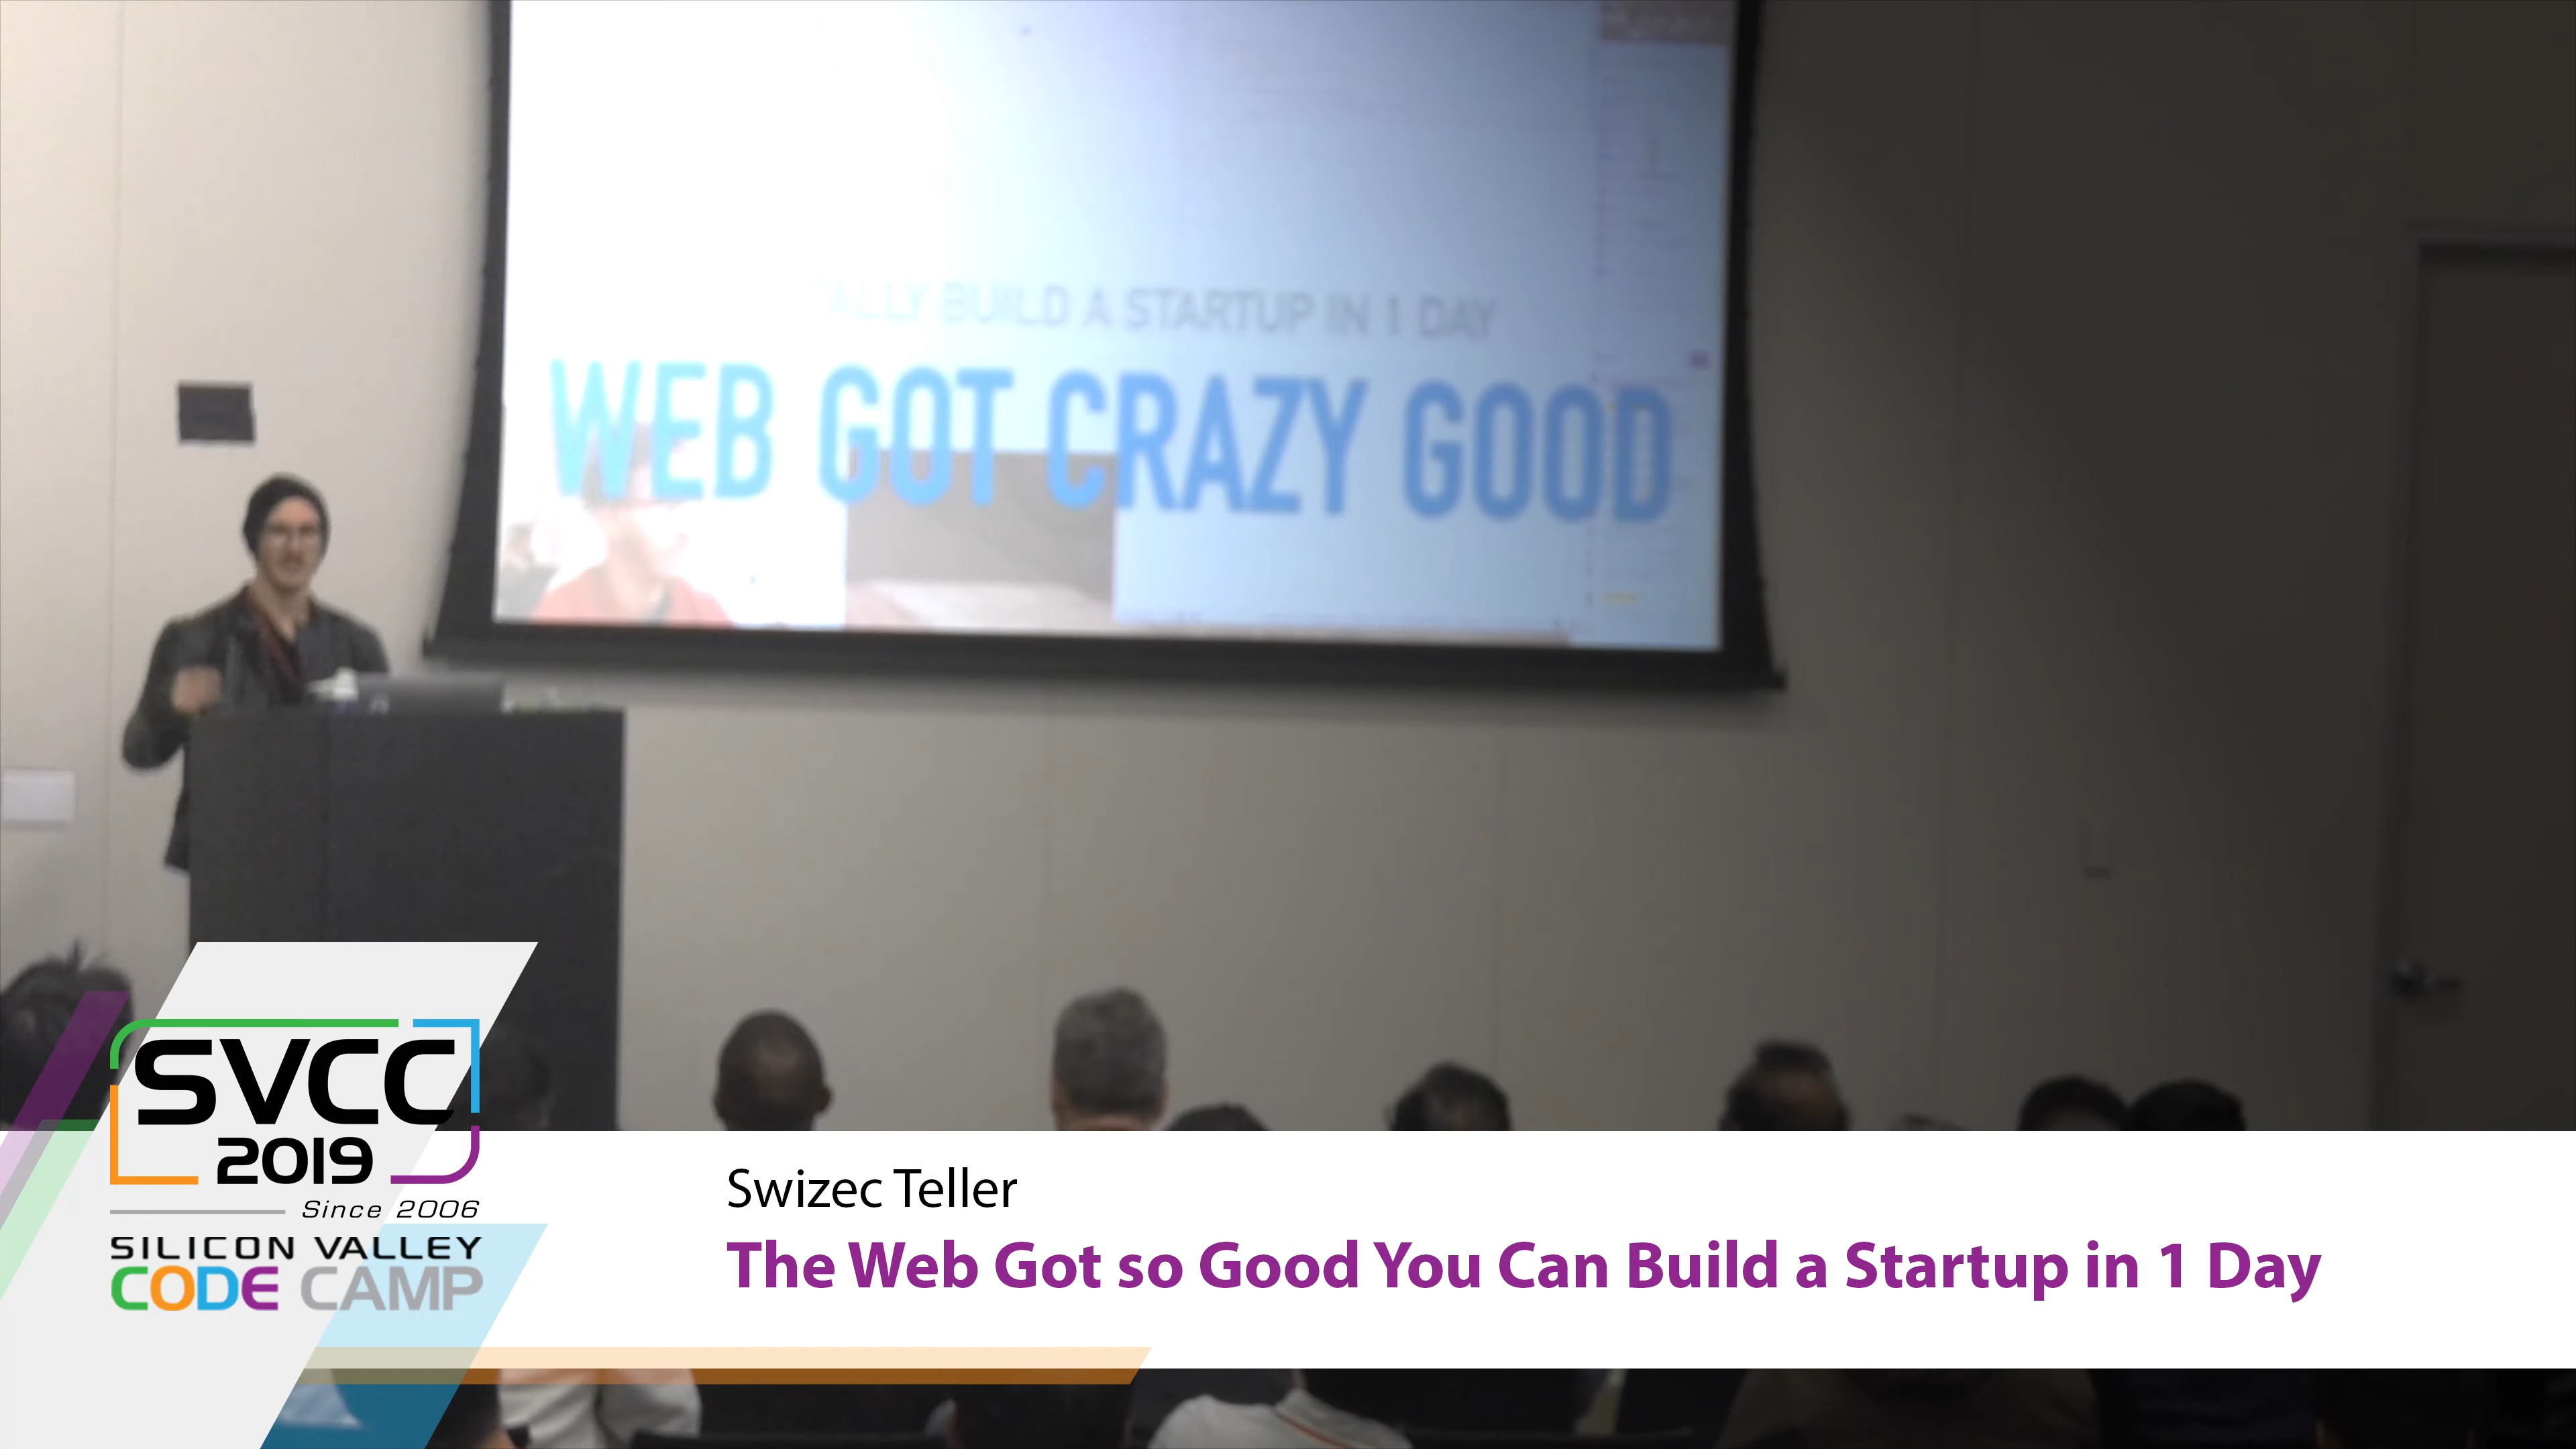 BUILD A STARTUP IN 1 DAY
WEB GOT CRAZY GOOD
SVCC
2019
Since 2006
SILICON VALLEY
CODE CAMP
Swizec Teller
The Web Got so Good You Can Build a Startup in 1 Day